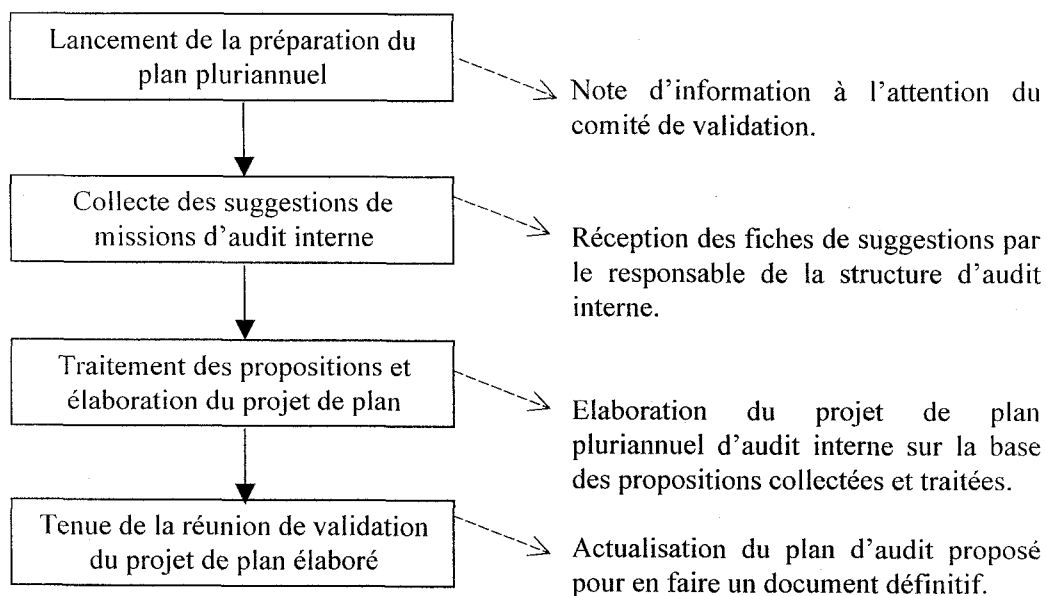 Lancement de la préparation du
plan pluriannuel
Note d'information à l'attention du
comité de validation.
Collecte des suggestions de
missions d'audit interne
Réception des fiches de suggestions par
le responsable de la structure d'audit
interne.
Traitement des propositions et
élaboration du projet de plan
Elaboration du projet de plan
pluriannuel d'audit interne sur la base
des propositions collectées et traitées.
Tenue de la réunion de validation
du projet de plan élaboré
Actualisation du plan d'audit proposé
pour en faire un document définitif.